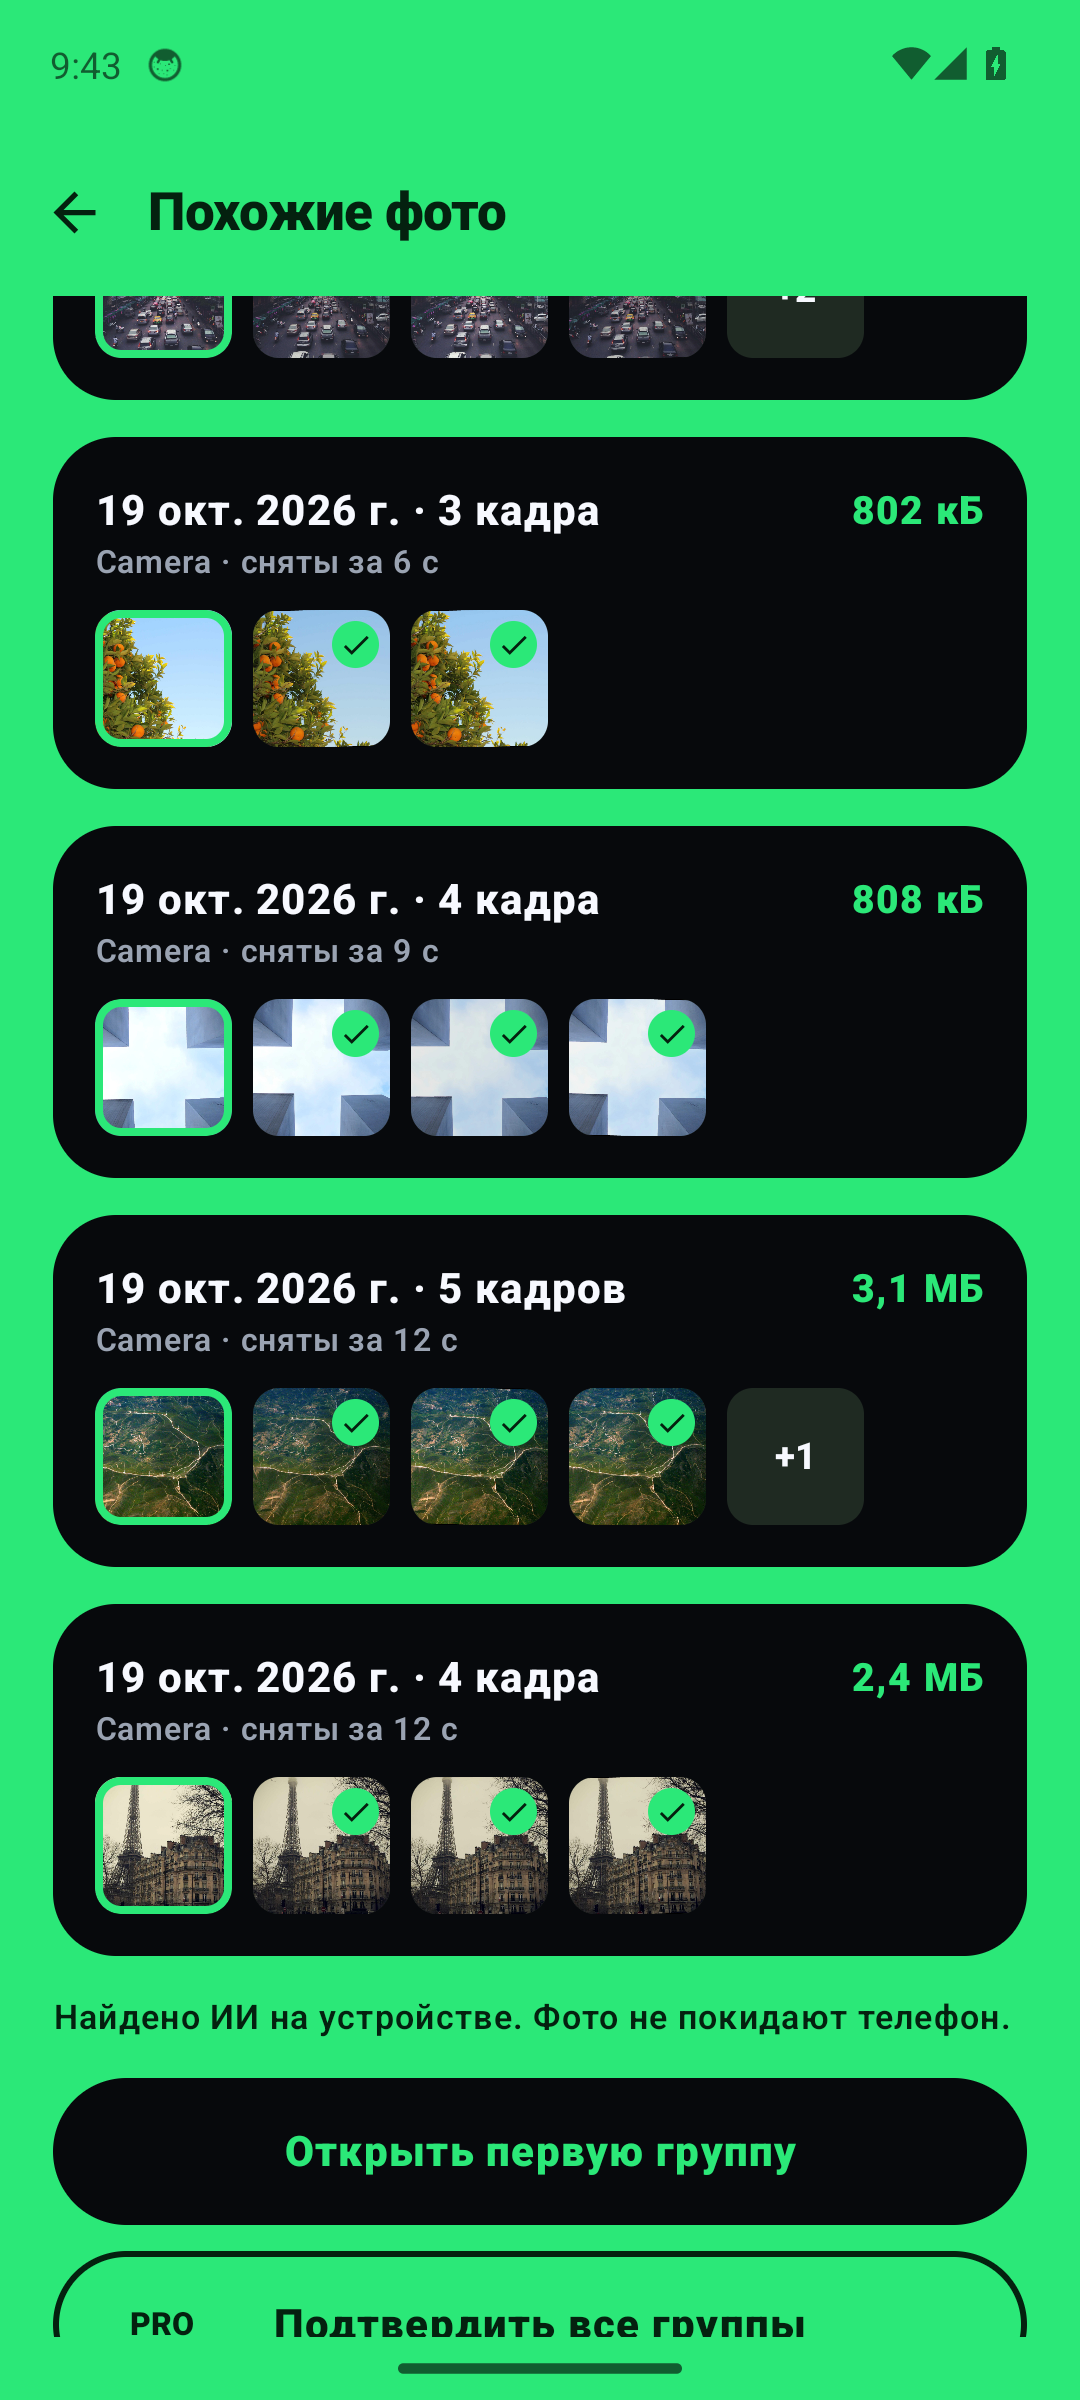 9:43
Похожие фото
+2
19 окт. 2026 г. · 3 кадра
802 кБ
Camera · сняты за 6 с
19 окт. 2026 г. · 4 кадра
808 кБ
Camera · сняты за 9 с
19 окт. 2026 г. · 5 кадров
3,1 МБ
Camera · сняты за 12 с
+1
19 окт. 2026 г. · 4 кадра
2,4 МБ
Camera · сняты за 12 с
Найдено ИИ на устройстве. Фото не покидают телефон.
Открыть первую группу
PRO
Подтвердить все группы